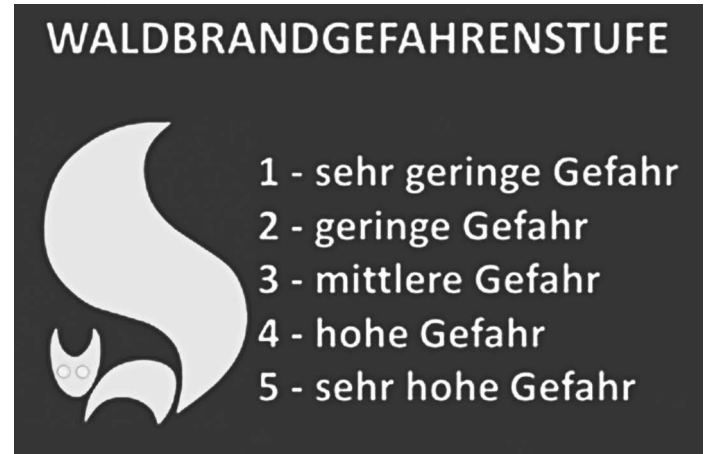 WALDBRANDGEFAHRENSTUFE
1 - sehr geringe Gefahr
2 - geringe Gefahr
3 - mittlere Gefahr
4 - hohe Gefahr
5 - sehr hohe Gefahr